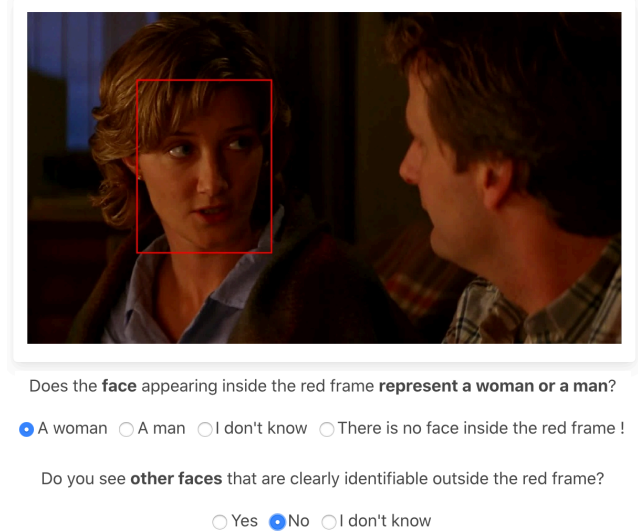 Does the face appearing inside the red frame represent a woman or a man?
A woman A man I don't know There is no face inside the red frame !
Do you see other faces that are clearly identifiable outside the red frame?
Yes No I don't know